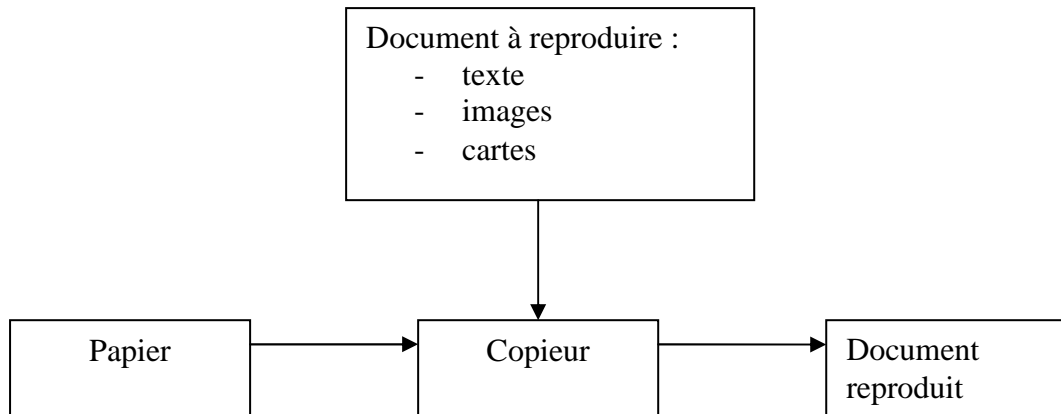 Document à reproduire :
- texte
- images
- cartes
Papier
Copieur
Document
reproduit